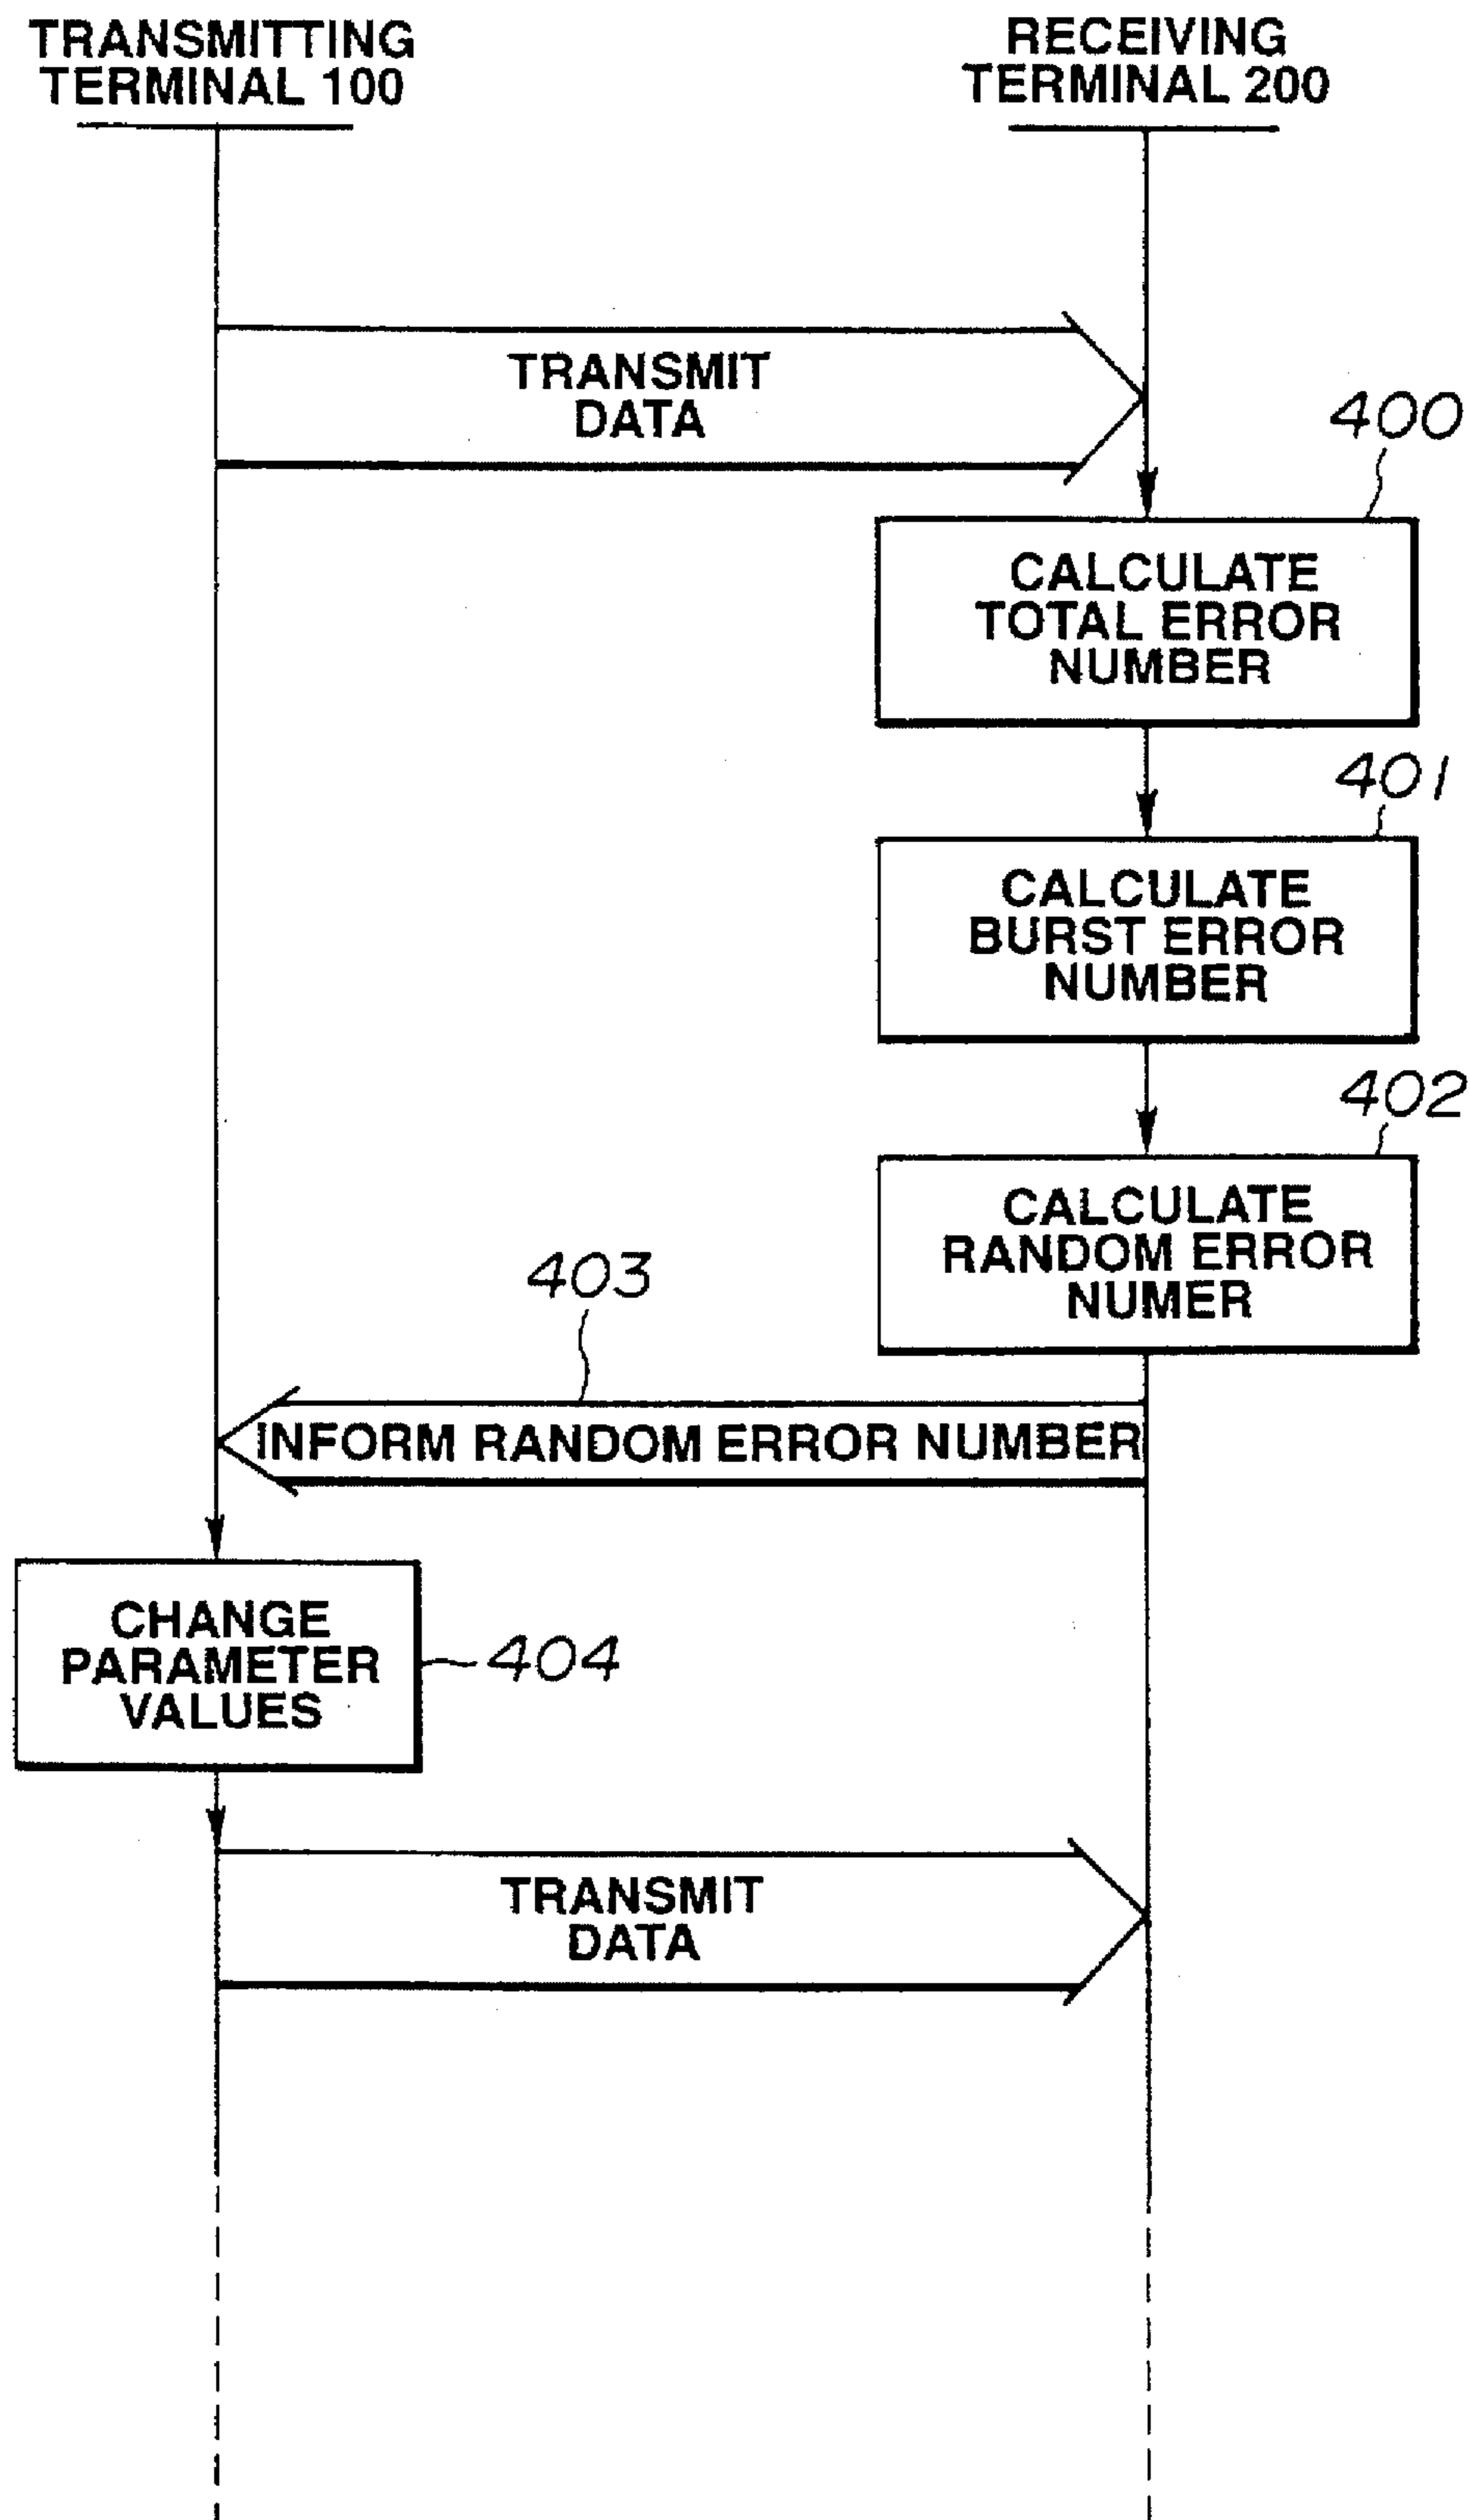 TRANSMITTING
TERMINAL 100
RECEIVING
TERMINAL 200
TRANSMIT
DATA
400
CALCULATE
TOTAL ERROR
NUMBER
401
CALCULATE
BURST ERROR
NUMBER
402
CALCULATE
RANDOM ERROR
NUMER
403
INFORM RANDOM ERROR NUMBER
CHANGE
PARAMETER
VALUES
404
TRANSMIT
DATA